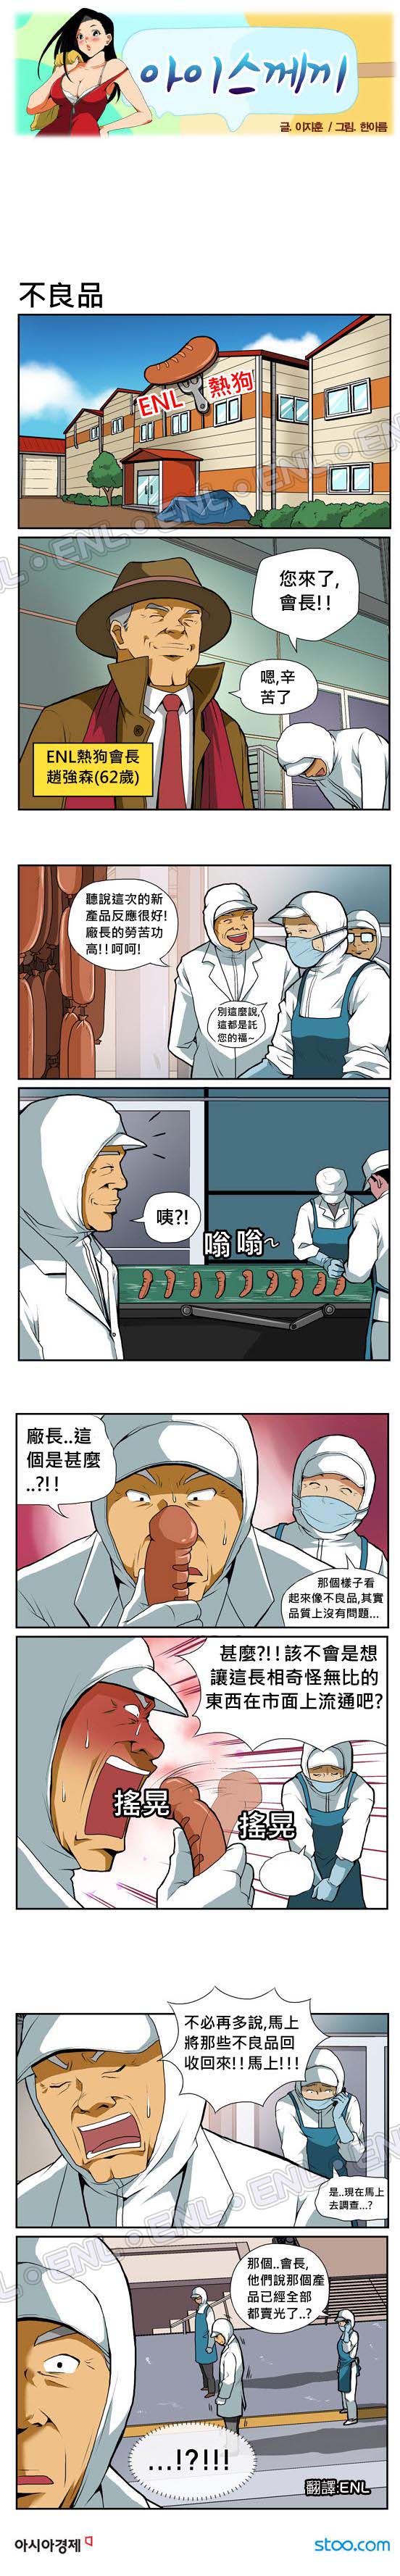 아이스께끼
글. 이지훈 / 그림. 한아름
不良品
ENL 熱狗
您來了,
會長!!
嗯,辛
苦了
ENL熱狗會長
趙強森(62歲)
聽說這次的新
產品反應很好!
廠長的勞苦功
高!!呵呵!
別這麼說,
這都是託
您的福~
咦?!
嗡嗡~
廠長..這
個是甚麼
..?!!
那個樣子看
起來像不良品,其實
品質上沒有問題...
甚麼?!!該不會是想
讓這長相奇怪無比的
東西在市面上流通吧?
搖晃
搖晃
不必再多說,馬上
將那些不良品回
收回來!!馬上!!!
是..現在馬上
去調查...?
那個..會長,
他們說那個產
品已經全部
都賣光了..?
...!?!!!
翻譯:ENL
아시아경제
stoo.com
ENL
ENL
ENL
ENL